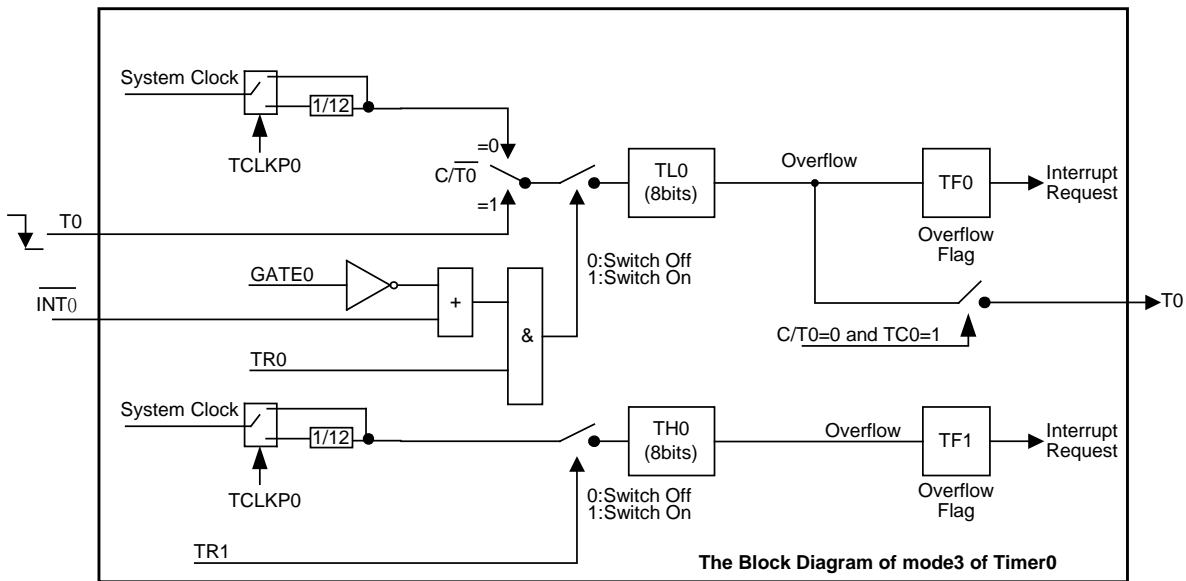 System Clock
1/12
TCLKP0
=0
C/T0
=1
TL0
(8bits)
Overflow
TF0
Interrupt
Request
Overflow
Flag
T0
0:Switch Off
1:Switch On
GATE0
INT0
+
&
TR0
T0
C/T0=0 and TC0=1
System Clock
1/12
TCLKP0
TH0
(8bits)
Overflow
TF1
Interrupt
Request
Overflow
Flag
0:Switch Off
1:Switch On
TR1
The Block Diagram of mode3 of Timer0